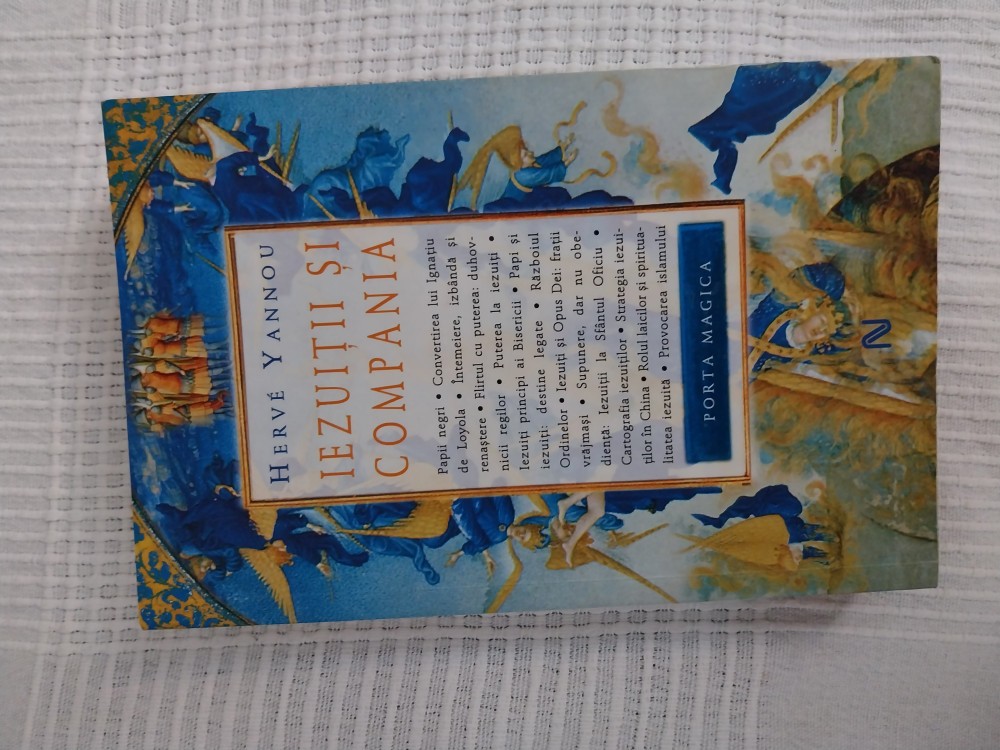 HERVÉ YANNOU
IEZUIȚII ȘI
COMPANIA
Papii negri • Convertirea lui Ignațiu
de Loyola • Întemeiere, izbândă și
renaștere • Flirtul cu puterea: duhov-
nicii regilor • Puterea la iezuiți •
Iezuiți principi ai Bisericii • Papi și
iezuiți: destine legate • Războiul
Ordinelor • Iezuiți și Opus Dei: frații
vrăjmași • Supunere, dar nu obe-
diență: Iezuiții la Sfântul Oficiu •
Cartografia iezuiților • Strategia iezui-
ților în China • Rolul laicilor și spiritua-
litatea iezuită • Provocarea islamului
PORTA MAGICA
N